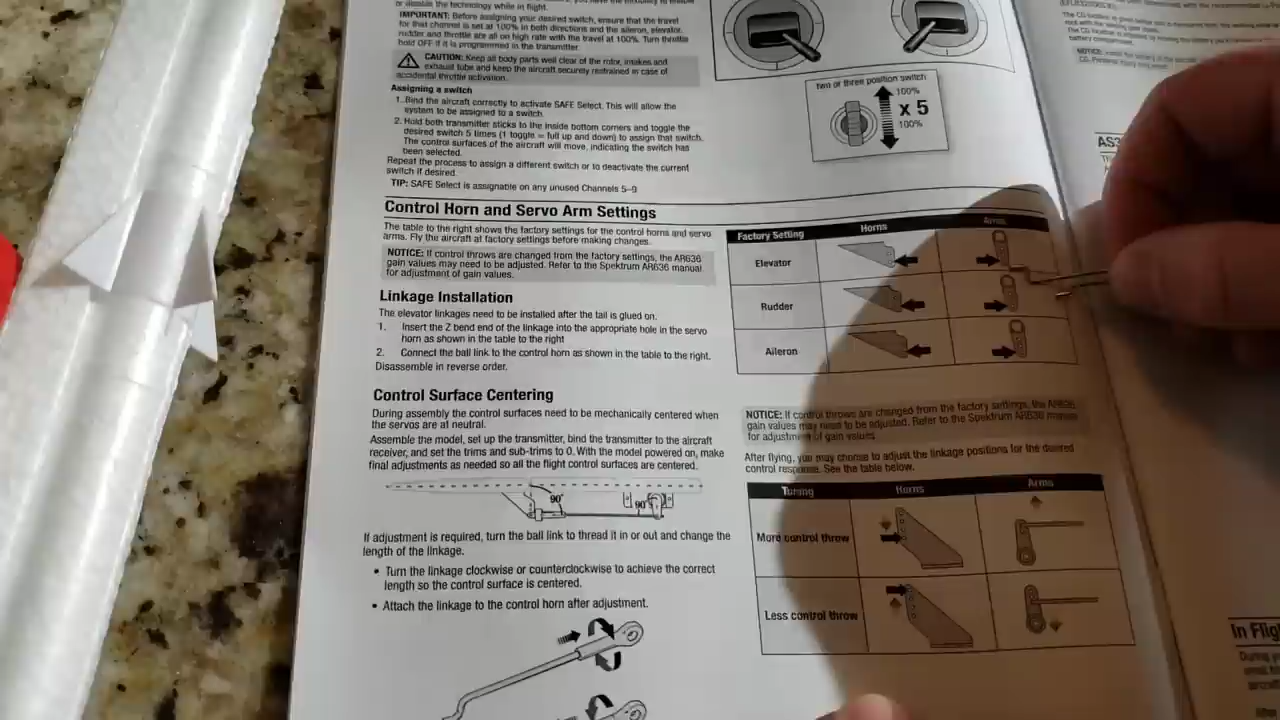 or disable the technology while in flight.
IMPORTANT: Before assigning your desired switch, ensure that the travel
for that channel is set at 100% in both directions and the aileron, elevator,
rudder and throttle are all on high rate with the travel at 100%. Turn throttle
hold OFF if it is programmed in the transmitter.
CAUTION: Keep all body parts well clear of the rotor, intakes and
exhaust tube and keep the aircraft securely restrained in case of
accidental throttle activation.
Assigning a switch
1. Bind the aircraft correctly to activate SAFE Select. This will allow the
system to be assigned to a switch.
2. Hold both transmitter sticks to the inside bottom corners and toggle the
desired switch 5 times (1 toggle = full up and down) to assign that switch.
The control surfaces of the aircraft will move, indicating the switch has
been selected.
Repeat the process to assign a different switch or to deactivate the current
switch if desired.
TIP: SAFE Select is assignable on any unused Channels 5-9
two or three position switch
100%
x 5
100%
Control Horn and Servo Arm Settings
The table to the right shows the factory settings for the control horns and servo
arms. Fly the aircraft at factory settings before making changes.
NOTICE: If control throws are changed from the factory settings, the AR636
gain values may need to be adjusted. Refer to the Spektrum AR636 manual
for adjustment of gain values.
Linkage Installation
The elevator linkages need to be installed after the tail is glued on.
1. Insert the Z bend end of the linkage into the appropriate hole in the servo
horn as shown in the table to the right
2. Connect the ball link to the control horn as shown in the table to the right.
Disassemble in reverse order.
Control Surface Centering
During assembly the control surfaces need to be mechanically centered when
the servos are at neutral.
Assemble the model, set up the transmitter, bind the transmitter to the aircraft
receiver, and set the trims and sub-trims to 0. With the model powered on, make
final adjustments as needed so all the flight control surfaces are centered.
90°
90°
If adjustment is required, turn the ball link to thread it in or out and change the
length of the linkage.
• Turn the linkage clockwise or counterclockwise to achieve the correct
length so the control surface is centered.
• Attach the linkage to the control horn after adjustment.
Factory Setting Horns Arms
Elevator
Rudder
Aileron
NOTICE: If control throws are changed from the factory settings, the AR636
gain values may need to be adjusted. Refer to the Spektrum AR636 manual
for adjustment of gain values
After flying, you may choose to adjust the linkage positions for the desired
control response. See the table below.
Tuning Horns Arms
More control throw
Less control throw
In Flig